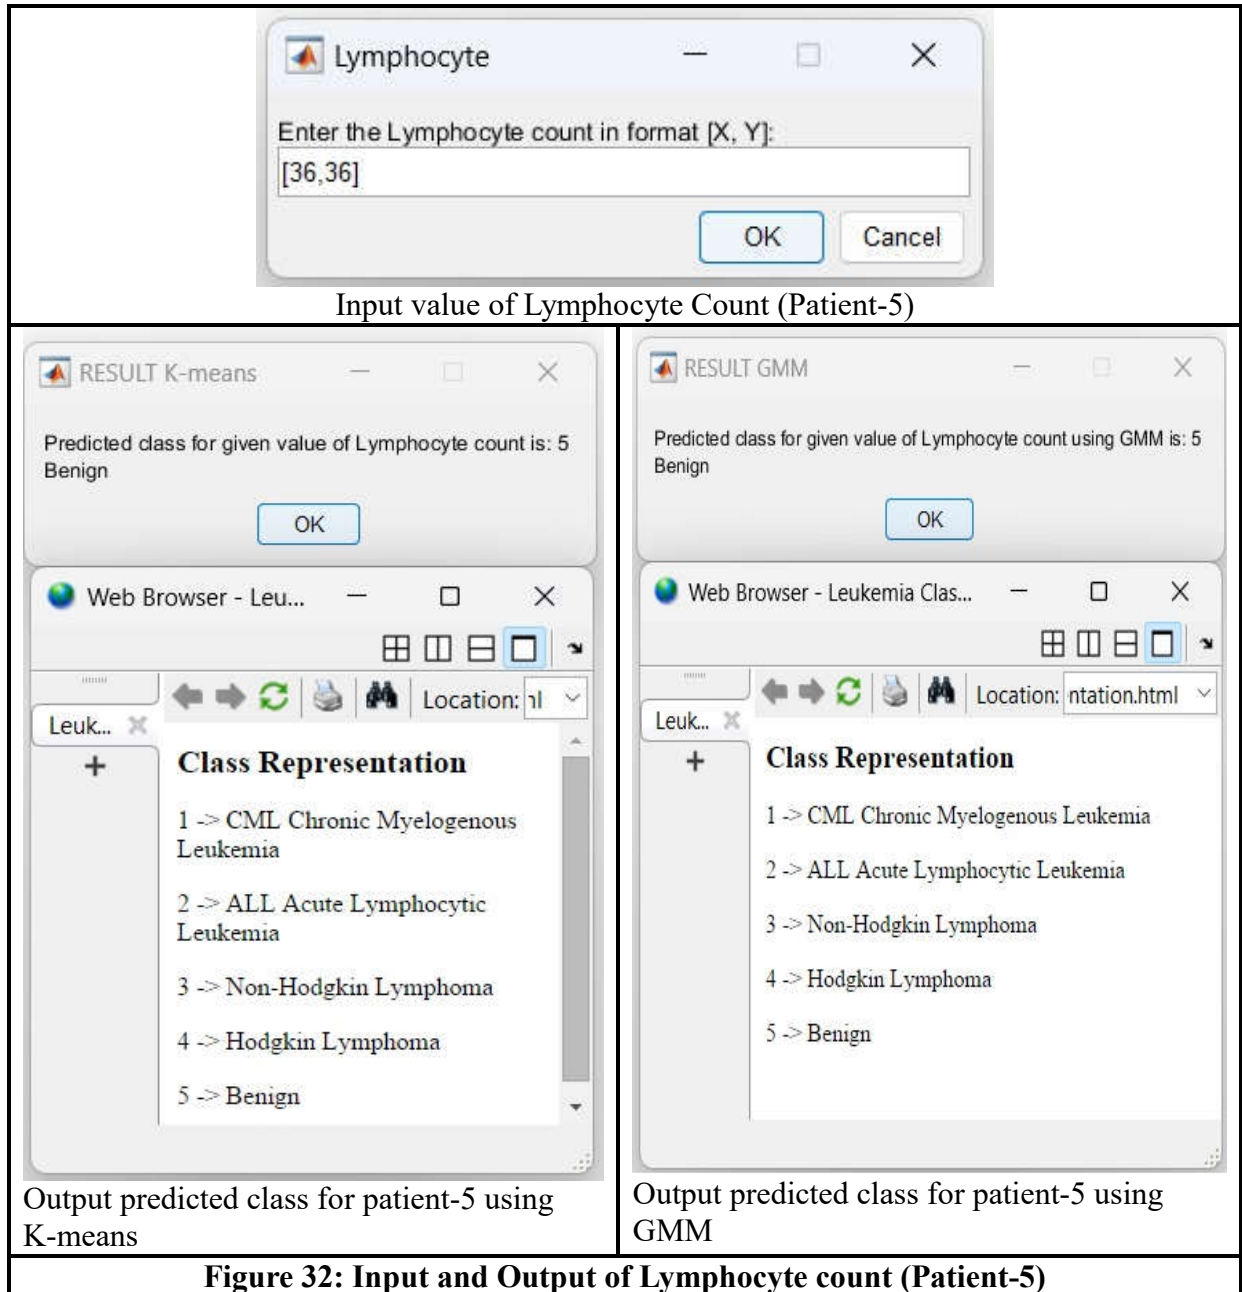 Lymphocyte
Enter the Lymphocyte count in format [X, Y]:
[36,36]
OK
Cancel
Input value of Lymphocyte Count (Patient-5)
RESULT K-means
Predicted class for given value of Lymphocyte count is: 5
Benign
OK
Web Browser - Leu...
Location:
Leuk...
+
Class Representation
1 -> CML Chronic Myelogenous
Leukemia
2 -> ALL Acute Lymphocytic
Leukemia
3 -> Non-Hodgkin Lymphoma
4 -> Hodgkin Lymphoma
5 -> Benign
Output predicted class for patient-5 using
K-means
RESULT GMM
Predicted class for given value of Lymphocyte count using GMM is: 5
Benign
OK
Web Browser - Leukemia Clas...
Location: ntation.html
Leuk...
+
Class Representation
1 -> CML Chronic Myelogenous Leukemia
2 -> ALL Acute Lymphocytic Leukemia
3 -> Non-Hodgkin Lymphoma
4 -> Hodgkin Lymphoma
5 -> Benign
Output predicted class for patient-5 using
GMM
Figure 32: Input and Output of Lymphocyte count (Patient-5)